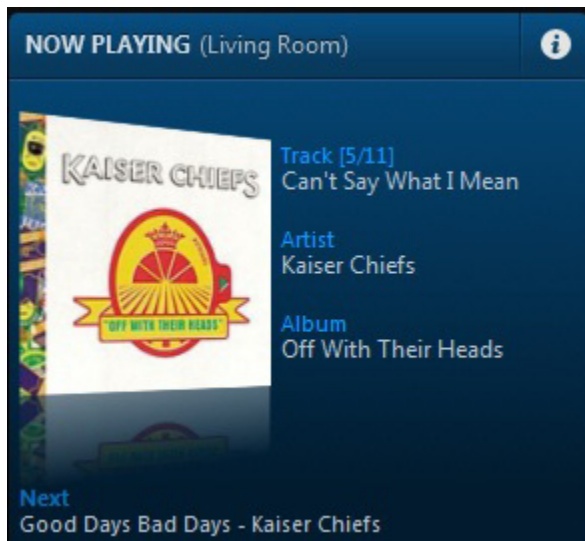 NOW PLAYING (Living Room)
KAISER CHIEFS
"OFF WITH THEIR HEADS"
Track [5/11]
Can't Say What I Mean
Artist
Kaiser Chiefs
Album
Off With Their Heads
Next
Good Days Bad Days - Kaiser Chiefs